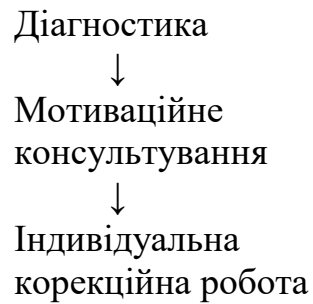 Діагностика
↓
Мотиваційне
консультування
↓
Індивідуальна
корекційна робота